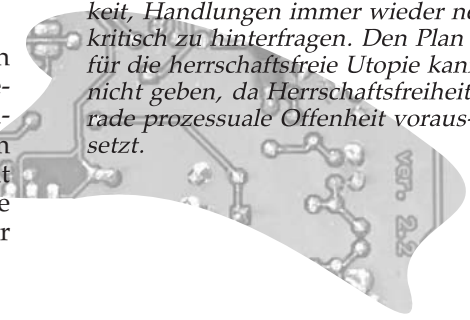 n
e-
-
n
t
e
r
keit, Handlungen immer wieder ne
kritisch zu hinterfragen. Den Plan
für die herrschaftsfreie Utopie kann
nicht geben, da Herrschaftsfreiheit
rade prozessuale Offenheit voraus-
setzt.
ver. 2.2